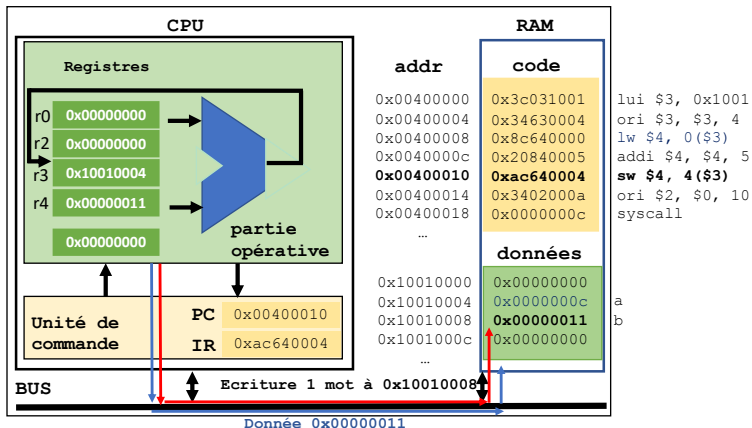 CPU
RAM
Registres
addr
code
r0 0x00000000
r2 0x00000000
r3 0x10010004
r4 0x00000011
0x00000000
partie
opérative
0x00400000 0x3c031001 lui $3, 0x1001
0x00400004 0x34630004 ori $3, $3, 4
0x00400008 0x8c640000 lw $4, 0($3)
0x0040000c 0x20840005 addi $4, $4, 5
0x00400010 0xac640004 sw $4, 4($3)
0x00400014 0x3402000a ori $2, $0, 10
0x00400018 0x0000000c syscall
…
données
0x10010000 0x00000000
0x10010004 0x0000000c a
0x10010008 0x00000011 b
0x1001000c 0x00000000
…
Unité de
commande
PC 0x00400010
IR 0xac640004
BUS
Ecriture 1 mot à 0x10010008
Donnée 0x00000011